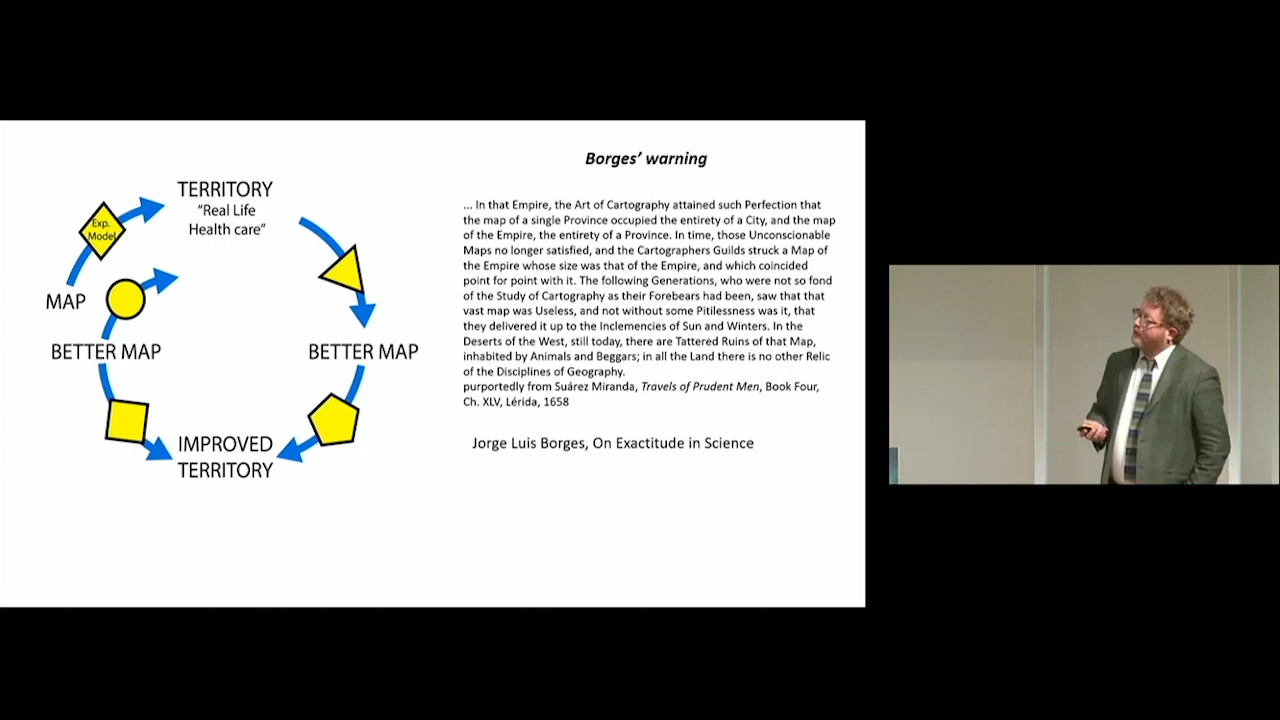 Borges’ warning
TERRITORY
“Real Life
Health care”
Exp.
Model
MAP
BETTER MAP
BETTER MAP
IMPROVED
TERRITORY
... In that Empire, the Art of Cartography attained such Perfection that
the map of a single Province occupied the entirety of a City, and the map
of the Empire, the entirety of a Province. In time, those Unconscionable
Maps no longer satisfied, and the Cartographers Guilds struck a Map of
the Empire whose size was that of the Empire, and which coincided
point for point with it. The following Generations, who were not so fond
of the Study of Cartography as their Forebears had been, saw that that
vast map was Useless, and not without some Pitilessness was it, that
they delivered it up to the Inclemencies of Sun and Winters. In the
Deserts of the West, still today, there are Tattered Ruins of that Map,
inhabited by Animals and Beggars; in all the Land there is no other Relic
of the Disciplines of Geography.
purportedly from Suárez Miranda, Travels of Prudent Men, Book Four,
Ch. XLV, Lérida, 1658
Jorge Luis Borges, On Exactitude in Science